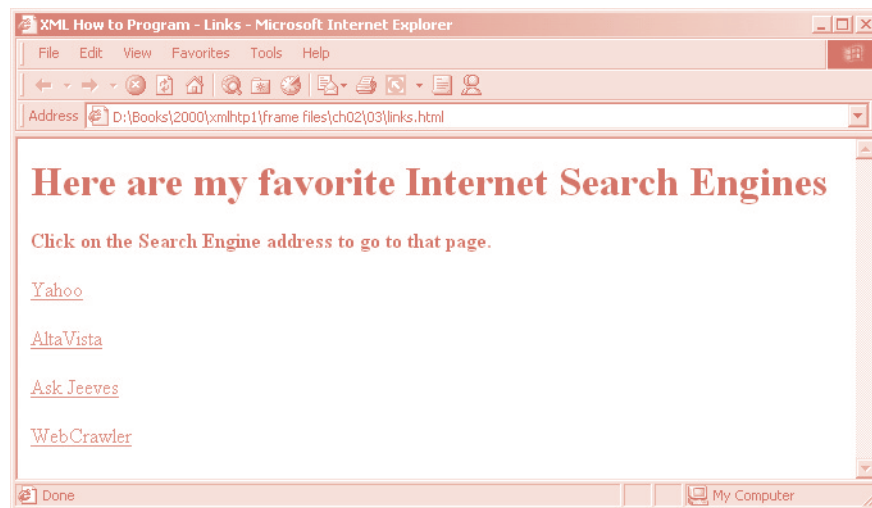 XML How to Program - Links - Microsoft Internet Explorer
File Edit View Favorites Tools Help
Address D:\Books\2000\xmlhtp1\frame files\ch02\03\links.html
Here are my favorite Internet Search Engines
Click on the Search Engine address to go to that page.
Yahoo
AltaVista
Ask Jeeves
WebCrawler
Done My Computer